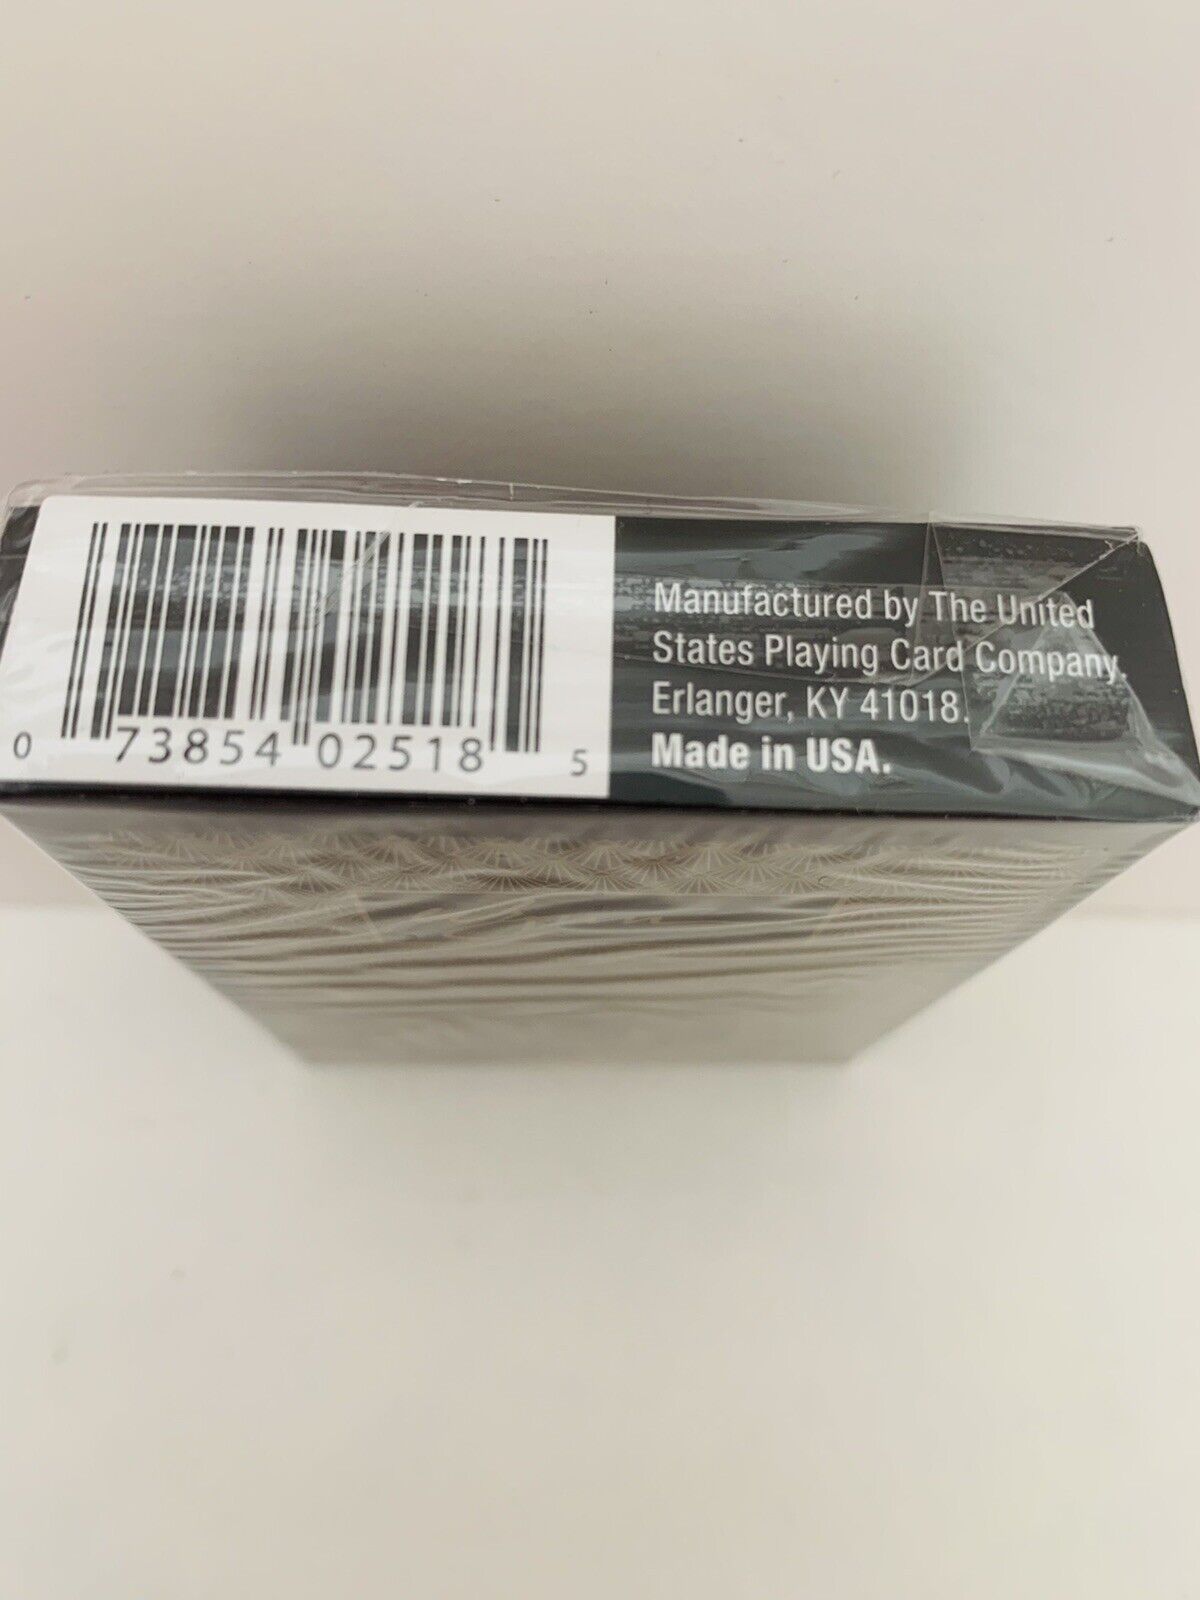 0 73854 02518 5
Manufactured by The United
States Playing Card Company.
Erlanger, KY 41018.
Made in USA.